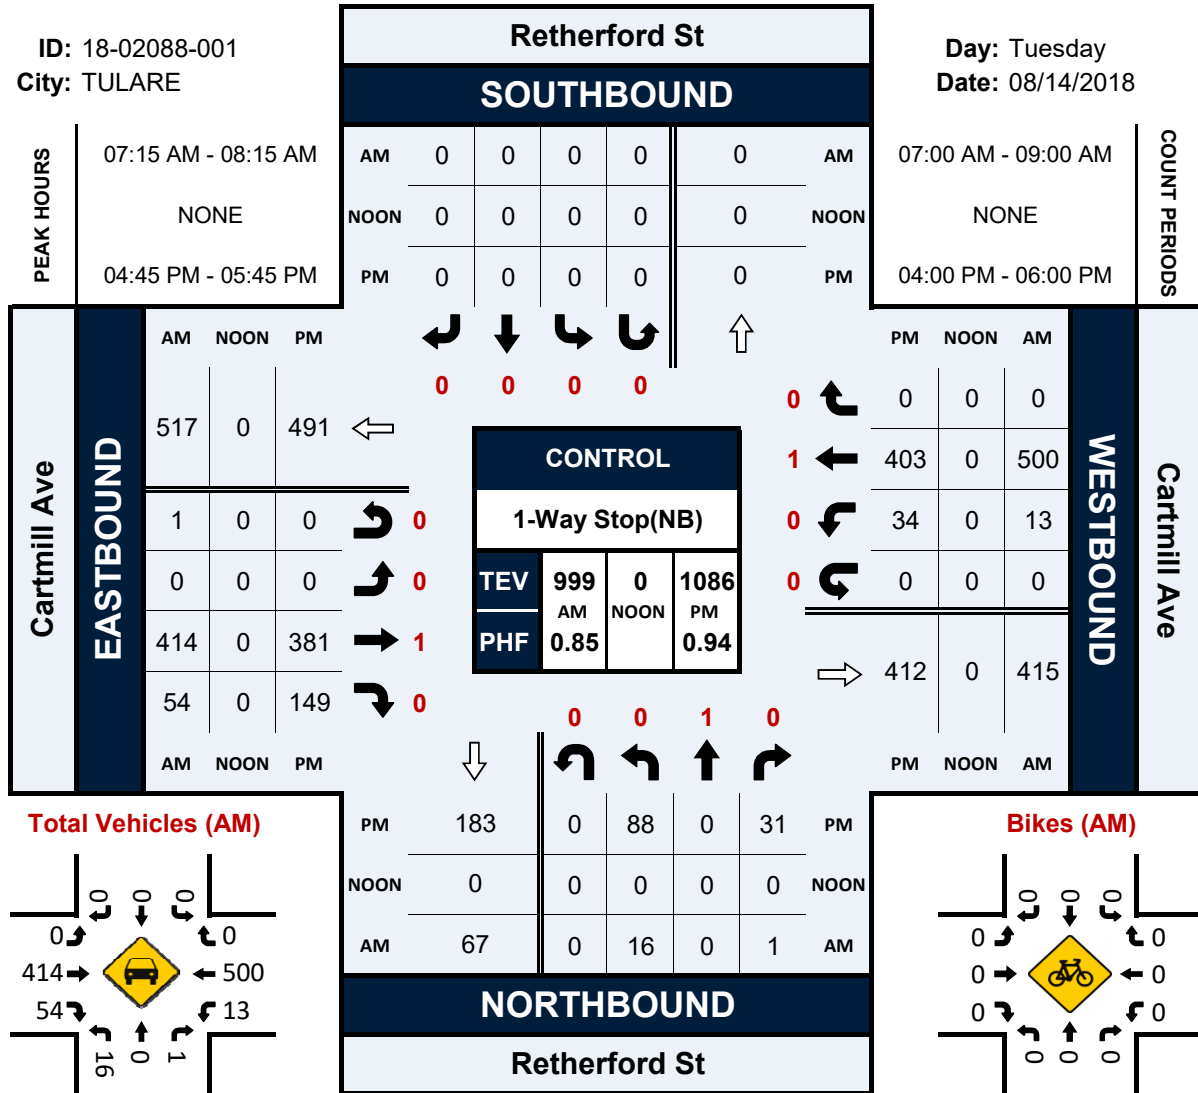 Retherford St
ID: 18-02088-001
Day: Tuesday
City: TULARE
Date: 08/14/2018
SOUTHBOUND
PEAK HOURS
07:15 AM - 08:15 AM
NONE
04:45 PM - 05:45 PM
AM 0 0 0 0 0 AM
NOON 0 0 0 0 0 NOON
PM 0 0 0 0 0 PM
07:00 AM - 09:00 AM
NONE
04:00 PM - 06:00 PM
COUNT PERIODS
0 0 0 0
Cartmill Ave
EASTBOUND
AM NOON PM
517 0 491
1 0 0 0
0 0 0 0
414 0 381 1
54 0 149 0
AM NOON PM
CONTROL
1-Way Stop(NB)
TEV 999 0 1086
AM NOON PM
PHF 0.85 0.94
PM NOON AM
0 0 0 0
1 403 0 500
0 34 0 13
0 0 0 0
412 0 415
PM NOON AM
WESTBOUND
Cartmill Ave
0 0 1 0
PM 183 0 88 0 31 PM
NOON 0 0 0 0 0 NOON
AM 67 0 16 0 1 AM
NORTHBOUND
Retherford St
Total Vehicles (AM)
0 0 0
0 0
414 500
54 13
16 0 1
Bikes (AM)
0 0 0
0 0
0 0
0 0
0 0 0